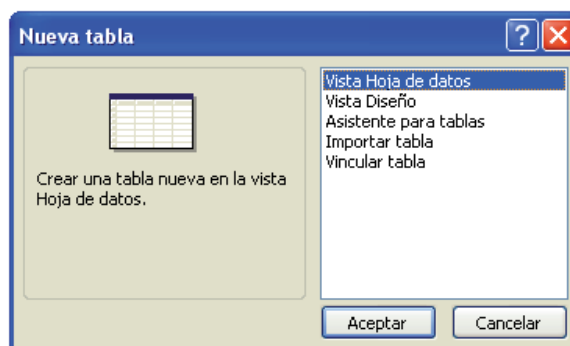 Nueva tabla
Crear una tabla nueva en la vista
Hoja de datos.
Vista Hoja de datos
Vista Diseño
Asistente para tablas
Importar tabla
Vincular tabla
Aceptar
Cancelar